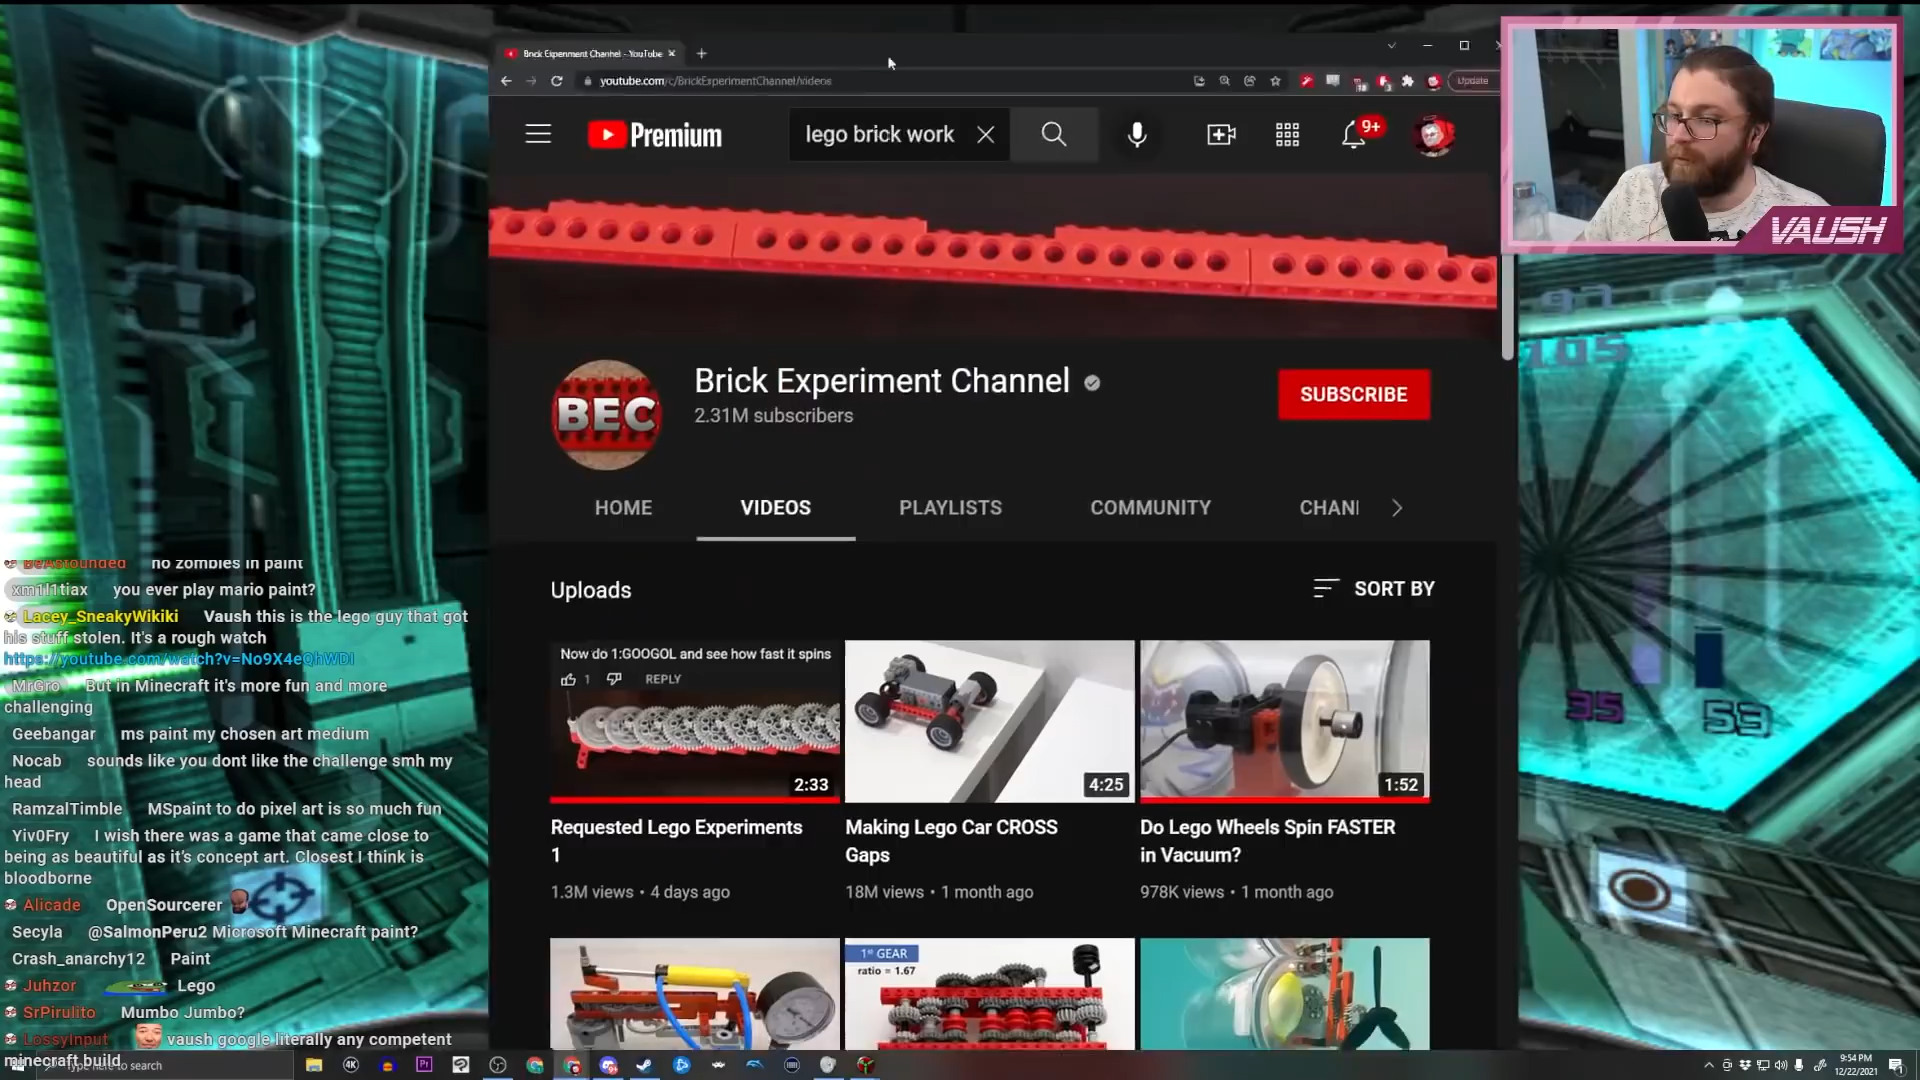 Brick Experiment Channel - YouTube
youtube.com/c/BrickExperimentChannel/videos
Update
Premium
lego brick work
9+
VAUSH
BEC
Brick Experiment Channel
2.31M subscribers
SUBSCRIBE
HOME
VIDEOS
PLAYLISTS
COMMUNITY
CHANI
Uploads
SORT BY
Now do 1:GOOGOL and see how fast it spins
1
REPLY
2:33
4:25
1:52
Requested Lego Experiments
1
1.3M views • 4 days ago
Making Lego Car CROSS
Gaps
18M views • 1 month ago
Do Lego Wheels Spin FASTER
in Vacuum?
978K views • 1 month ago
1ST GEAR
ratio = 1.67
97
105
35
53
BeAstounded no zombies in paint
xm1l1tiax you ever play mario paint?
Lacey_SneakyWikiki Vaush this is the lego guy that got
his stuff stolen. It's a rough watch
https://youtube.com/watch?v=No9X4eQhWDI
MrGro But in Minecraft it's more fun and more
challenging
Geebangar ms paint my chosen art medium
Nocab sounds like you dont like the challenge smh my
head
RamzalTimble MSpaint to do pixel art is so much fun
Yiv0Fry I wish there was a game that came close to
being as beautiful as it's concept art. Closest I think is
bloodborne
Alicade OpenSourcerer
Secyla @SalmonPeru2 Microsoft Minecraft paint?
Crash_anarchy12 Paint
Juhzor Lego
SrPirulito Mumbo Jumbo?
LossyInput vaush google literally any competent
minecraft build
Type here to search
4K
Pr
9:54 PM
12/22/2021